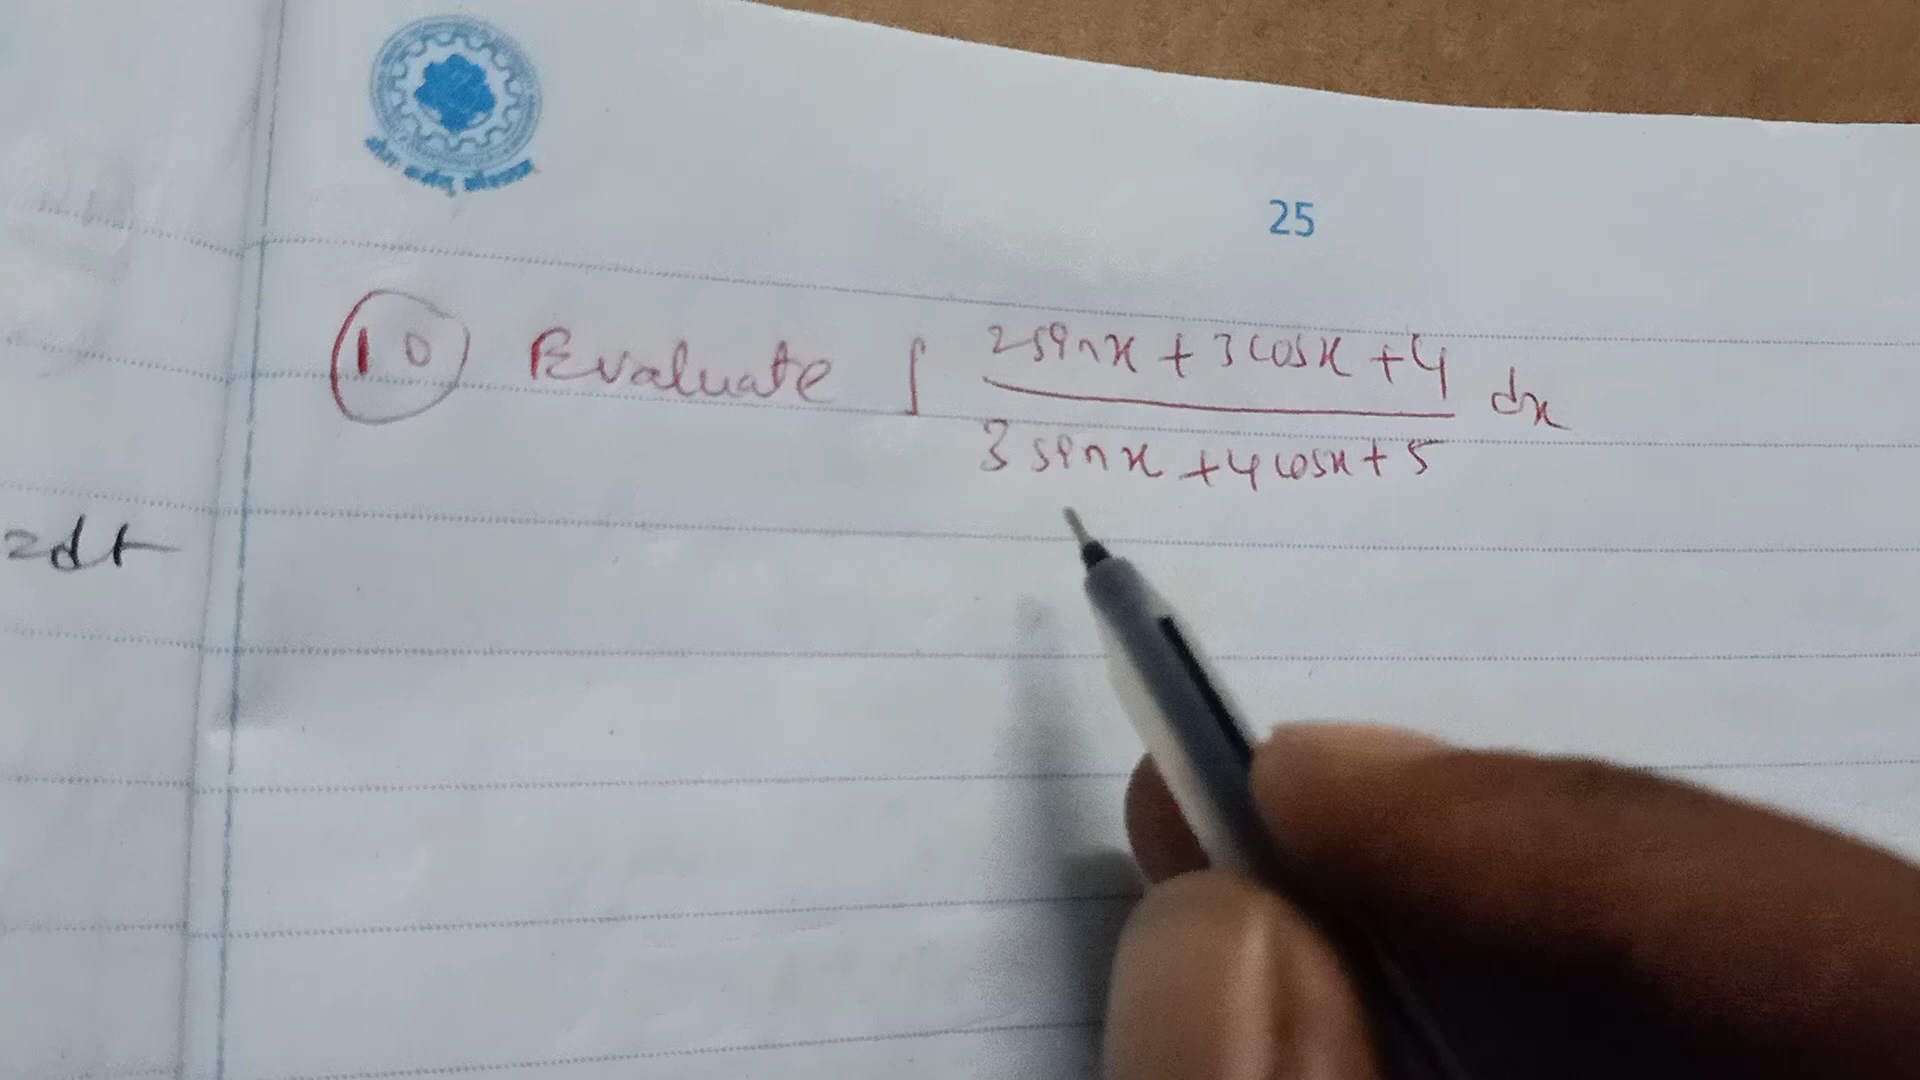 25
10 Evaluate ∫ (2sinx + 3cosx + 4)/(3sinx + 4cosx + 5) dx
2dt